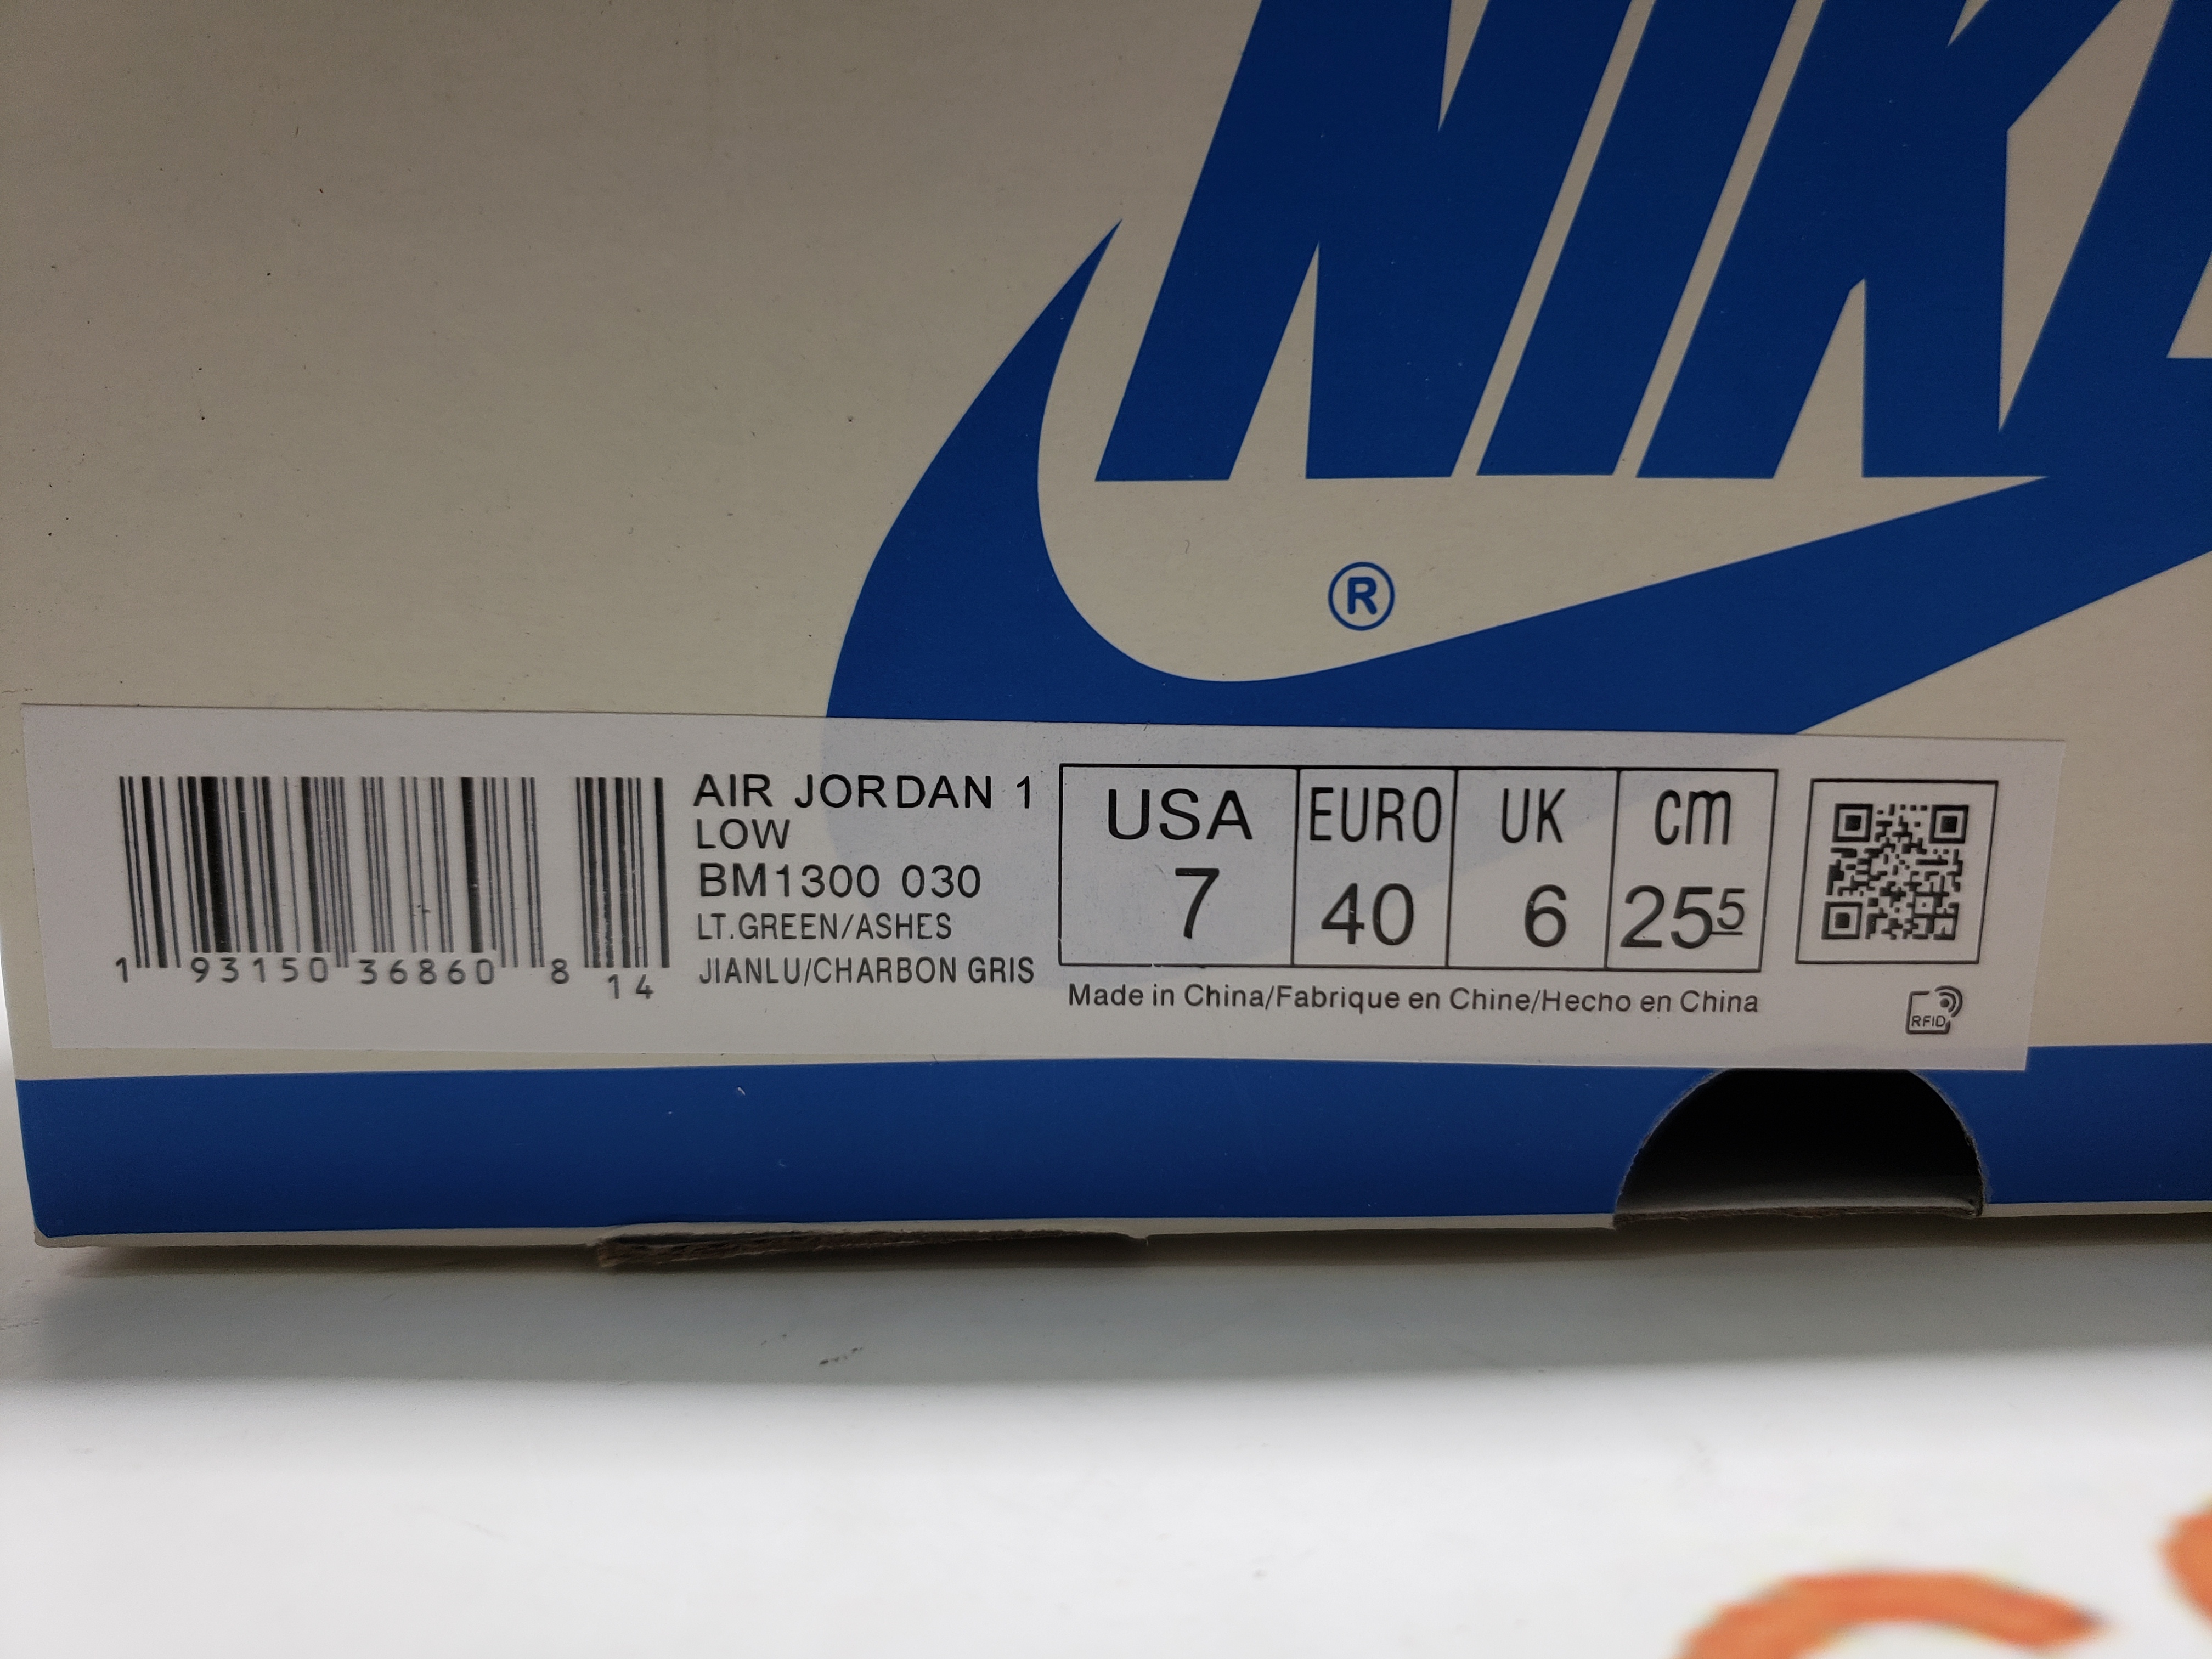 NIKE
®
AIR JORDAN 1
LOW
BM1300 030
LT.GREEN/ASHES
JIANLU/CHARBON GRIS
1 93150 36860 8
14
USA EURO UK cm
7 40 6 25<u>5</u>
Made in China/Fabrique en Chine/Hecho en China
RFID